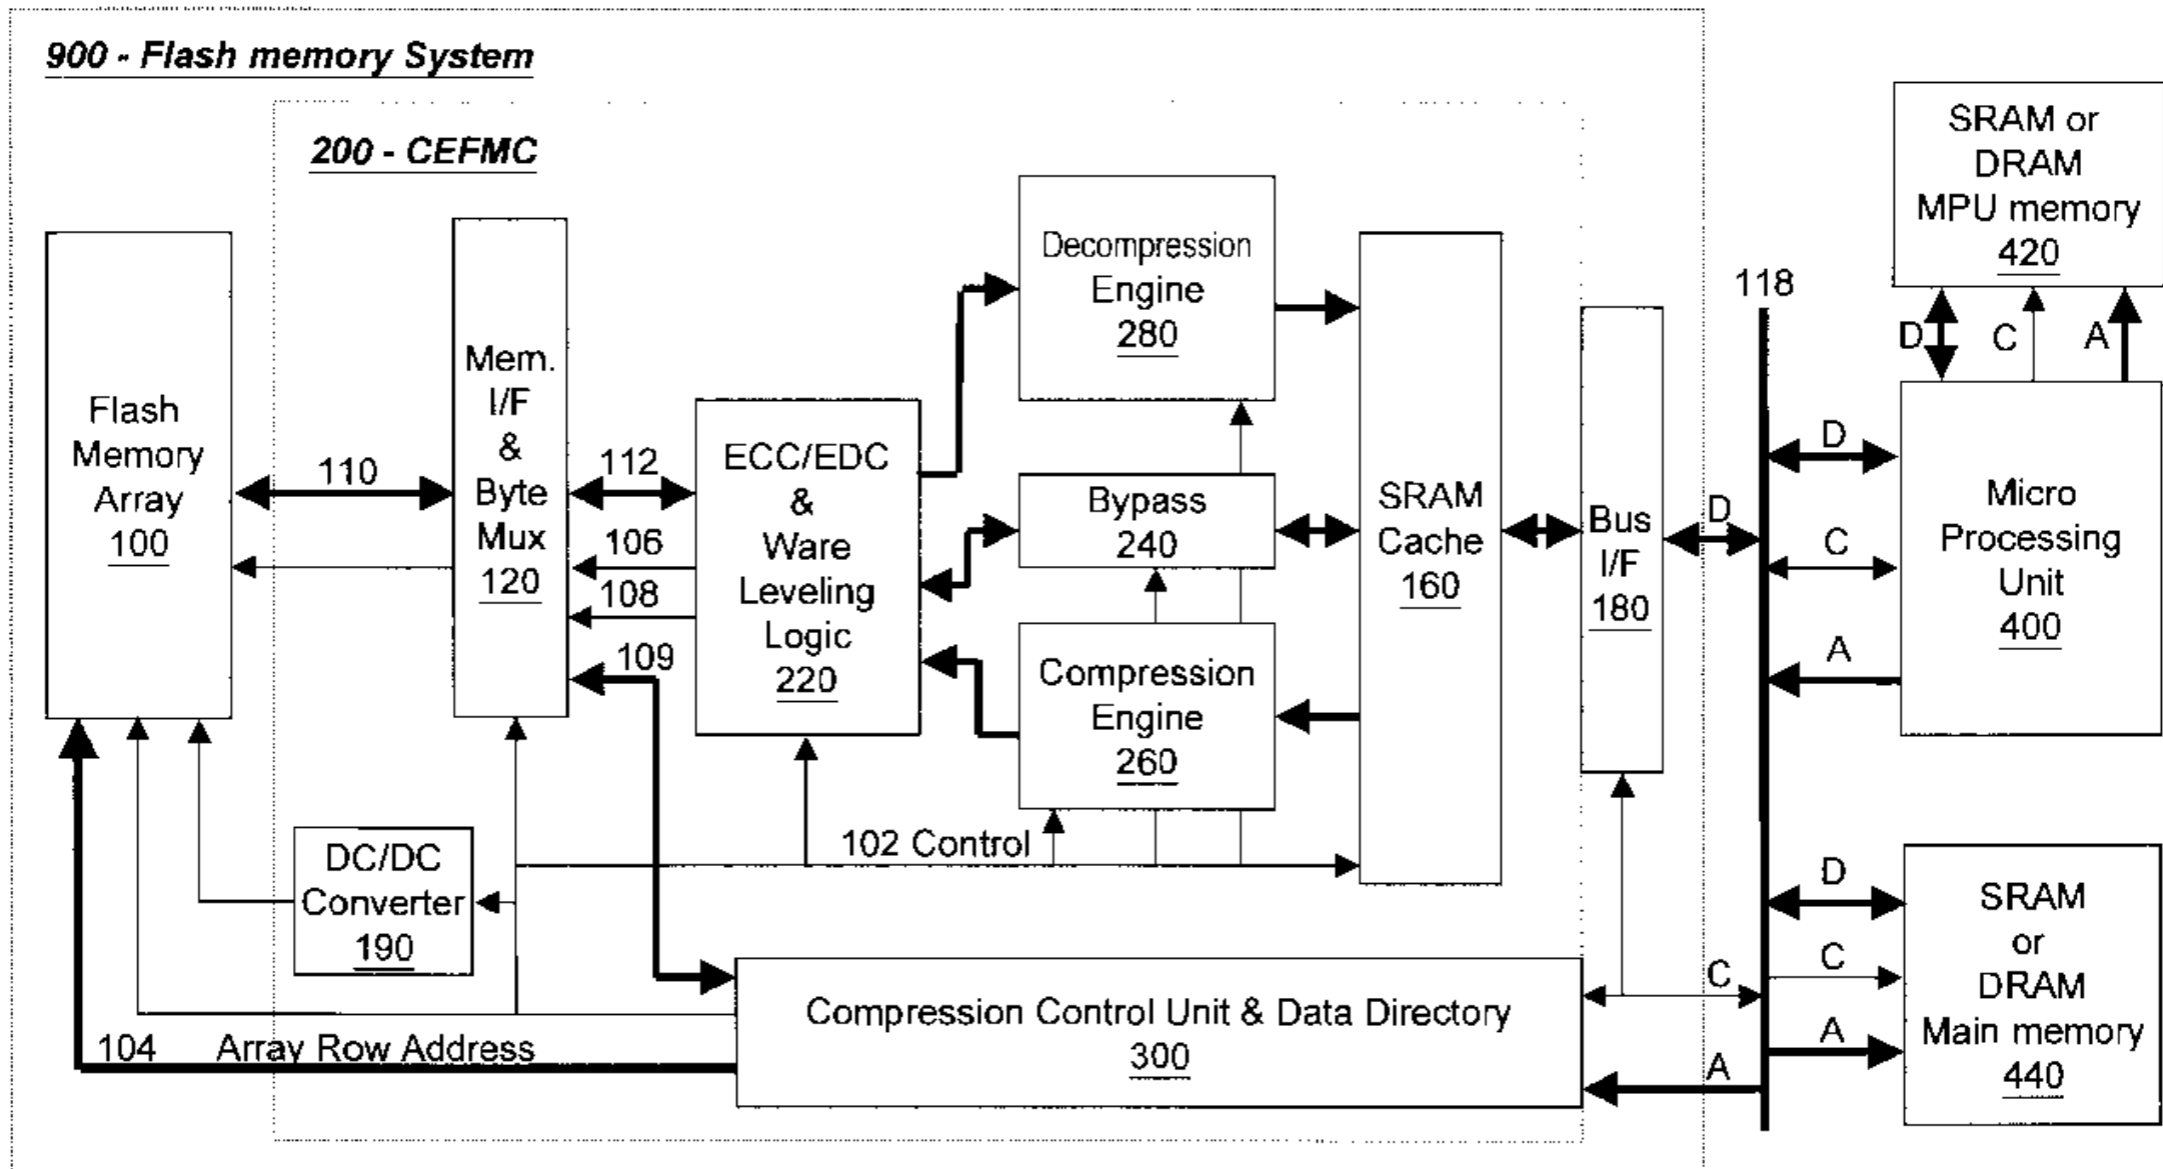 900 - Flash memory System
200 - CEFMC
SRAM or
DRAM
MPU memory
420
D
C
A
Flash
Memory
Array
100
110
Mem.
I/F
&
Byte
Mux
120
112
106
108
109
ECC/EDC
&
Ware
Leveling
Logic
220
Decompression
Engine
280
Bypass
240
Compression
Engine
260
SRAM
Cache
160
Bus
I/F
180
D
118
D
C
A
Micro
Processing
Unit
400
102 Control
DC/DC
Converter
190
104
Array Row Address
Compression Control Unit & Data Directory
300
C
A
D
C
A
SRAM
or
DRAM
Main memory
440